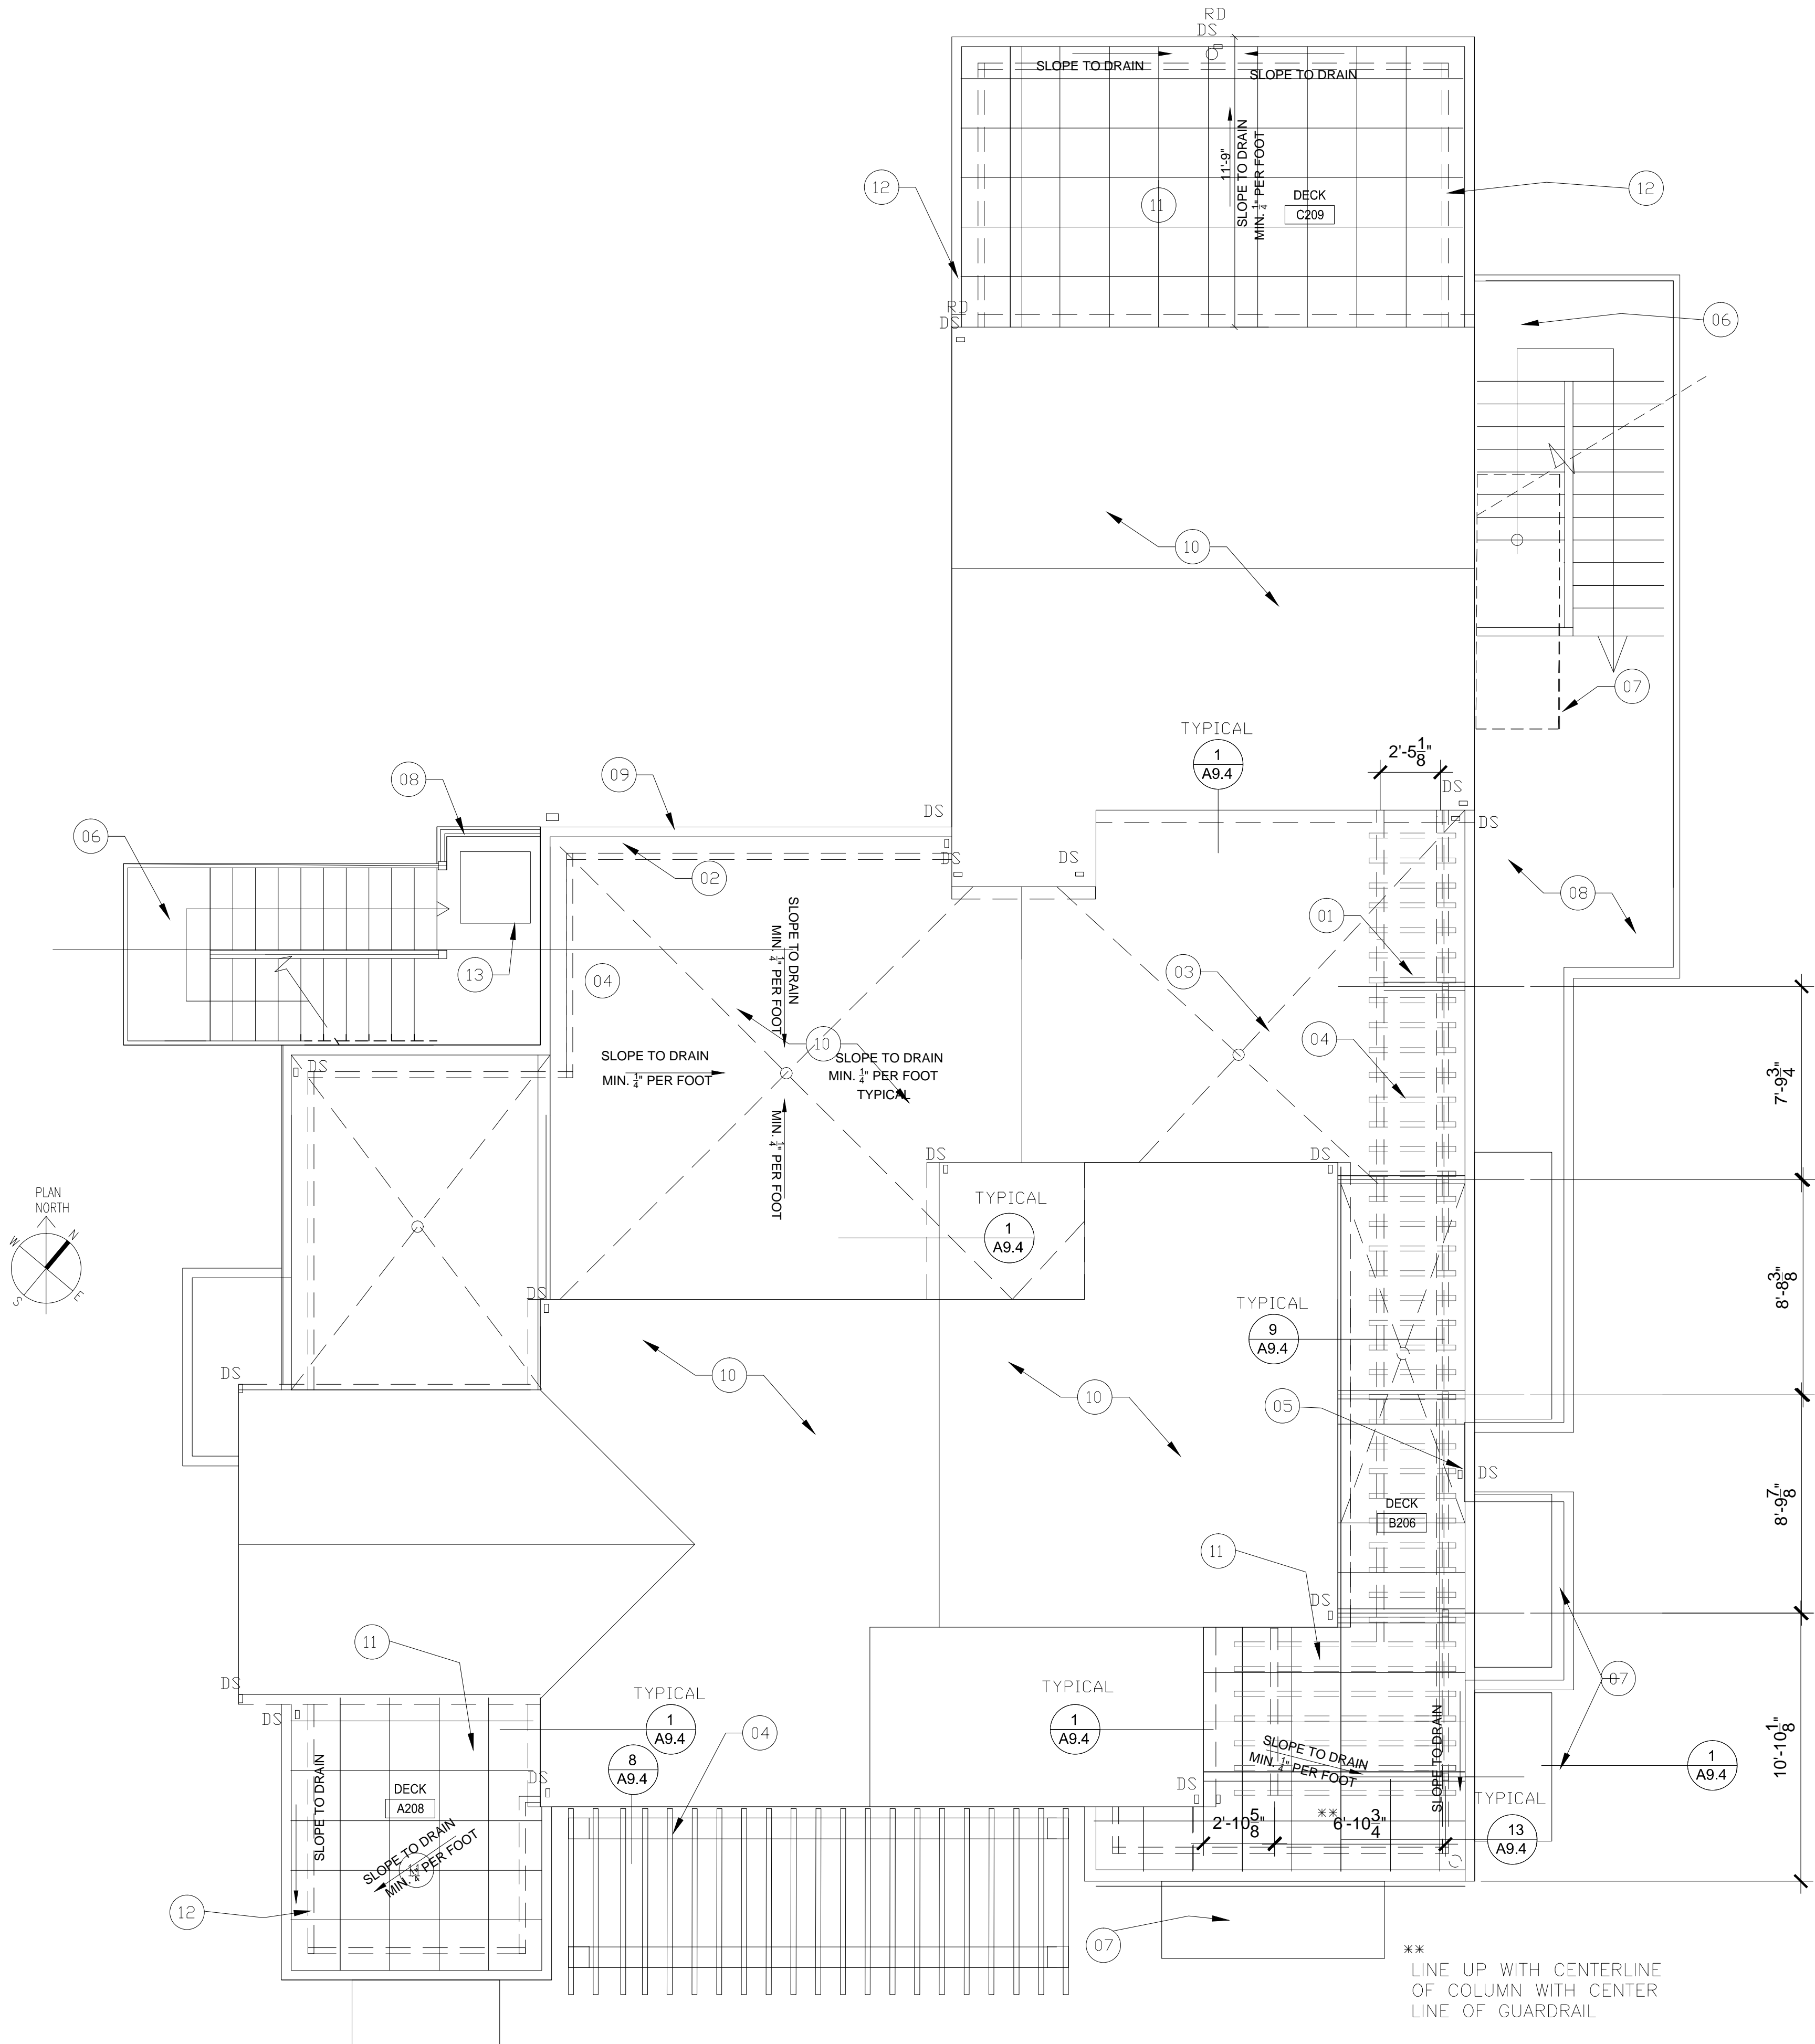 RD
DS
SLOPE TO DRAIN
SLOPE TO DRAIN
11'-9"
SLOPE TO DRAIN
MIN. 1/4" PER FOOT
11
DECK
C209
12
12
RD
DS
06
10
07
TYPICAL
1
A9.4
2'-5 1/8"
DS
DS
08
09
DS
06
02
DS
DS
13
04
SLOPE TO DRAIN
MIN. 1/4" PER FOOT
01
03
08
04
10
SLOPE TO DRAIN
MIN. 1/4" PER FOOT
SLOPE TO DRAIN
MIN. 1/4" PER FOOT
TYPICAL
MIN. 1/4" PER FOOT
DS
7'-9 3/4"
DS
DS
TYPICAL
1
A9.4
PLAN
NORTH
W
N
S
E
DS
TYPICAL
9
A9.4
8'-8 3/8"
DS
10
10
05
DS
DECK
B206
8'-9 7/8"
11
DS
11
DS
DS
TYPICAL
1
A9.4
TYPICAL
1
A9.4
8
A9.4
04
07
SLOPE TO DRAIN
MIN. 1/4" PER FOOT
SLOPE TO DRAIN
1
A9.4
10'-10 1/8"
DECK
A208
SLOPE TO DRAIN
SLOPE TO DRAIN
MIN. 1/4" PER FOOT
DS
DS
TYPICAL
13
A9.4
2'-10 5/8"
** 6'-10 3/4"
12
07
**
LINE UP WITH CENTERLINE
OF COLUMN WITH CENTER
LINE OF GUARDRAIL